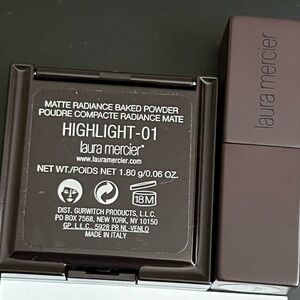 MATTE RADIANCE BAKED POWDER
POUDRE COMPACTE RADIANCE MATE
HIGHLIGHT-01
laura mercier®
www.lauramercier.com
NET WT./POIDS NET 1.80 g/0.06 OZ.
18M
DIST. GURWITCH PRODUCTS, L.L.C.
PO BOX 7568, NEW YORK, NY 10150
GP, L.L.C., 5928 PR NL-VENLO
MADE IN ITALY
laura mercier